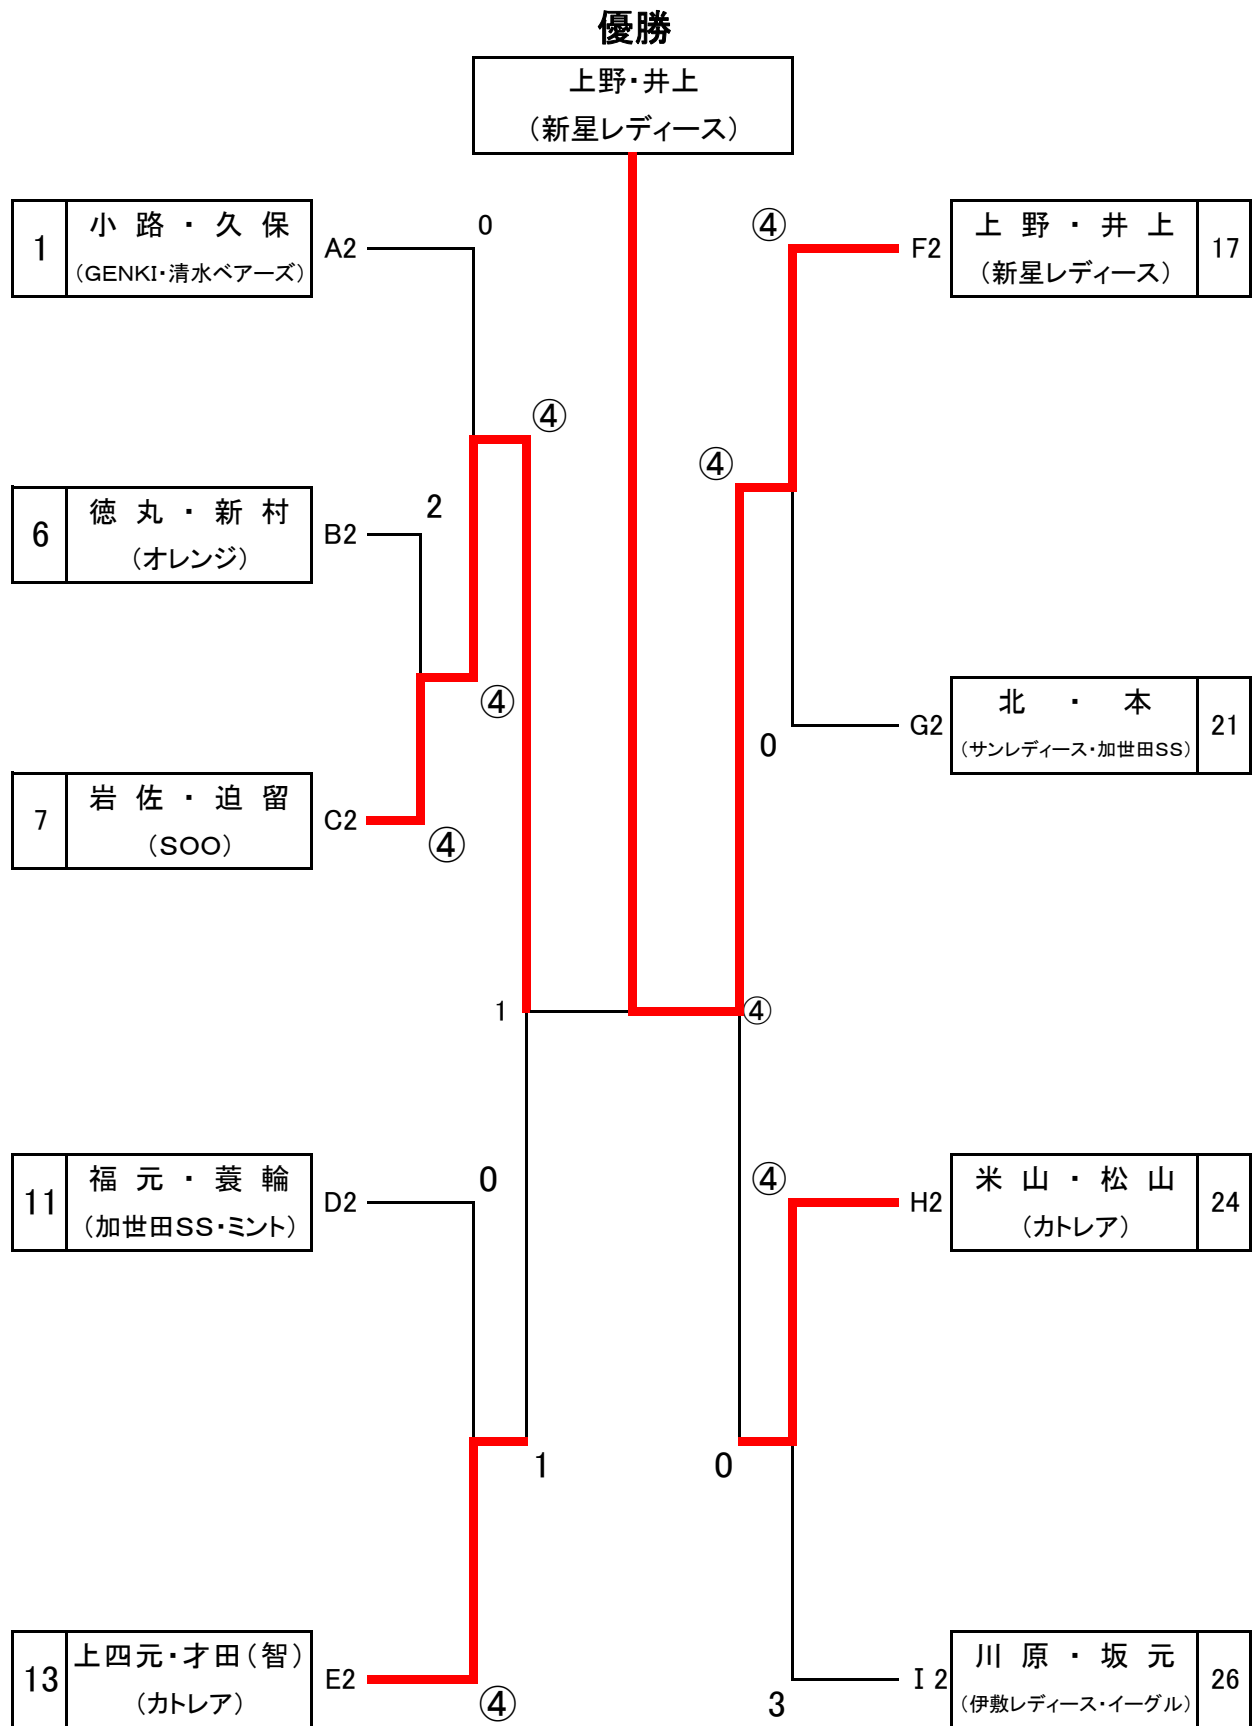 優勝
上野・井上
（新星レディース）
1
小路・久保
（GENKI・清水ベアーズ）
A2
0
④
F2
上野・井上
（新星レディース）
17
④
④
6
徳丸・新村
（オレンジ）
B2
2
④
7
岩佐・迫留
（SOO）
C2
④
0
G2
北・本
（サンレディース・加世田SS）
21
1
④
11
福元・蓑輪
（加世田SS・ミント）
D2
0
④
H2
米山・松山
（カトレア）
24
1
0
13
上四元・才田（智）
（カトレア）
E2
④
3
I 2
川原・坂元
（伊敷レディース・イーグル）
26